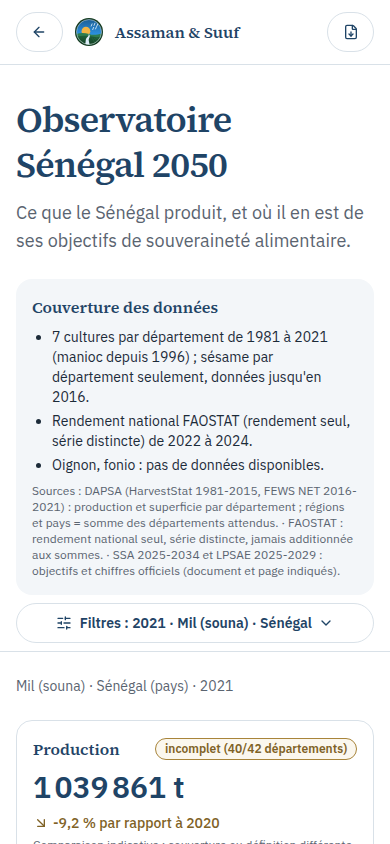 Assaman & Suuf
Observatoire
Sénégal 2050
Ce que le Sénégal produit, et où il en est de
ses objectifs de souveraineté alimentaire.
Couverture des données
• 7 cultures par département de 1981 à 2021
(manioc depuis 1996) ; sésame par
département seulement, données jusqu'en
2016.
• Rendement national FAOSTAT (rendement seul,
série distincte) de 2022 à 2024.
• Oignon, fonio : pas de données disponibles.
Sources : DAPSA (HarvestStat 1981-2015, FEWS NET 2016-
2021) : production et superficie par département ; régions
et pays = somme des départements attendus. · FAOSTAT :
rendement national seul, série distincte, jamais additionnée
aux sommes. · SSA 2025-2034 et LPSAE 2025-2029 :
objectifs et chiffres officiels (document et page indiqués).
Filtres : 2021 · Mil (souna) · Sénégal
Mil (souna) · Sénégal (pays) · 2021
Production
incomplet (40/42 départements)
1 039 861 t
-9,2 % par rapport à 2020
Comparaison indicative : couverture ou définition différente